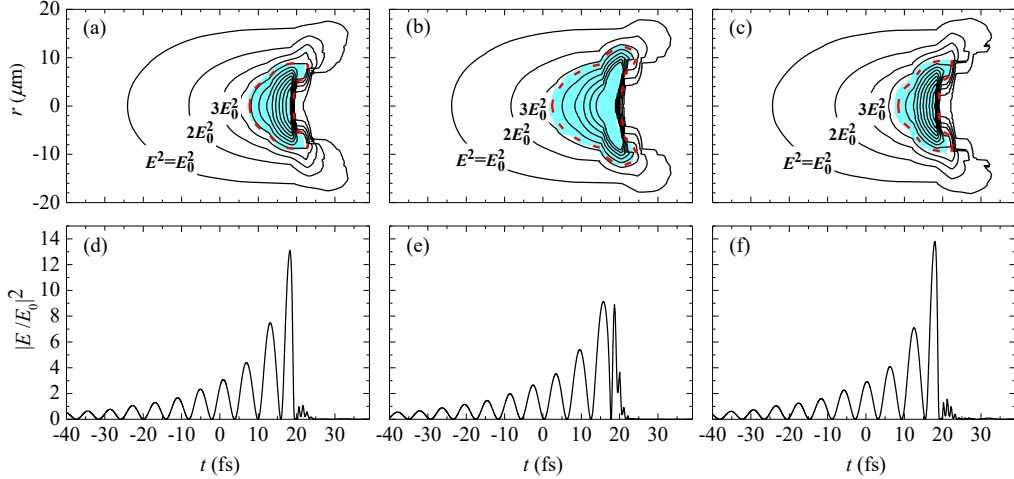 (a) (b) (c)
20
10
0
-10
-20
r (μm)
3E₀² 3E₀² 3E₀²
2E₀² 2E₀² 2E₀²
E²=E₀² E²=E₀² E²=E₀²
(d) (e) (f)
14
12
10
8
6
4
2
0
|E/E₀|²
-40 -30 -20 -10 0 10 20 30 -40 -30 -20 -10 0 10 20 30 -40 -30 -20 -10 0 10 20 30
t (fs) t (fs) t (fs)